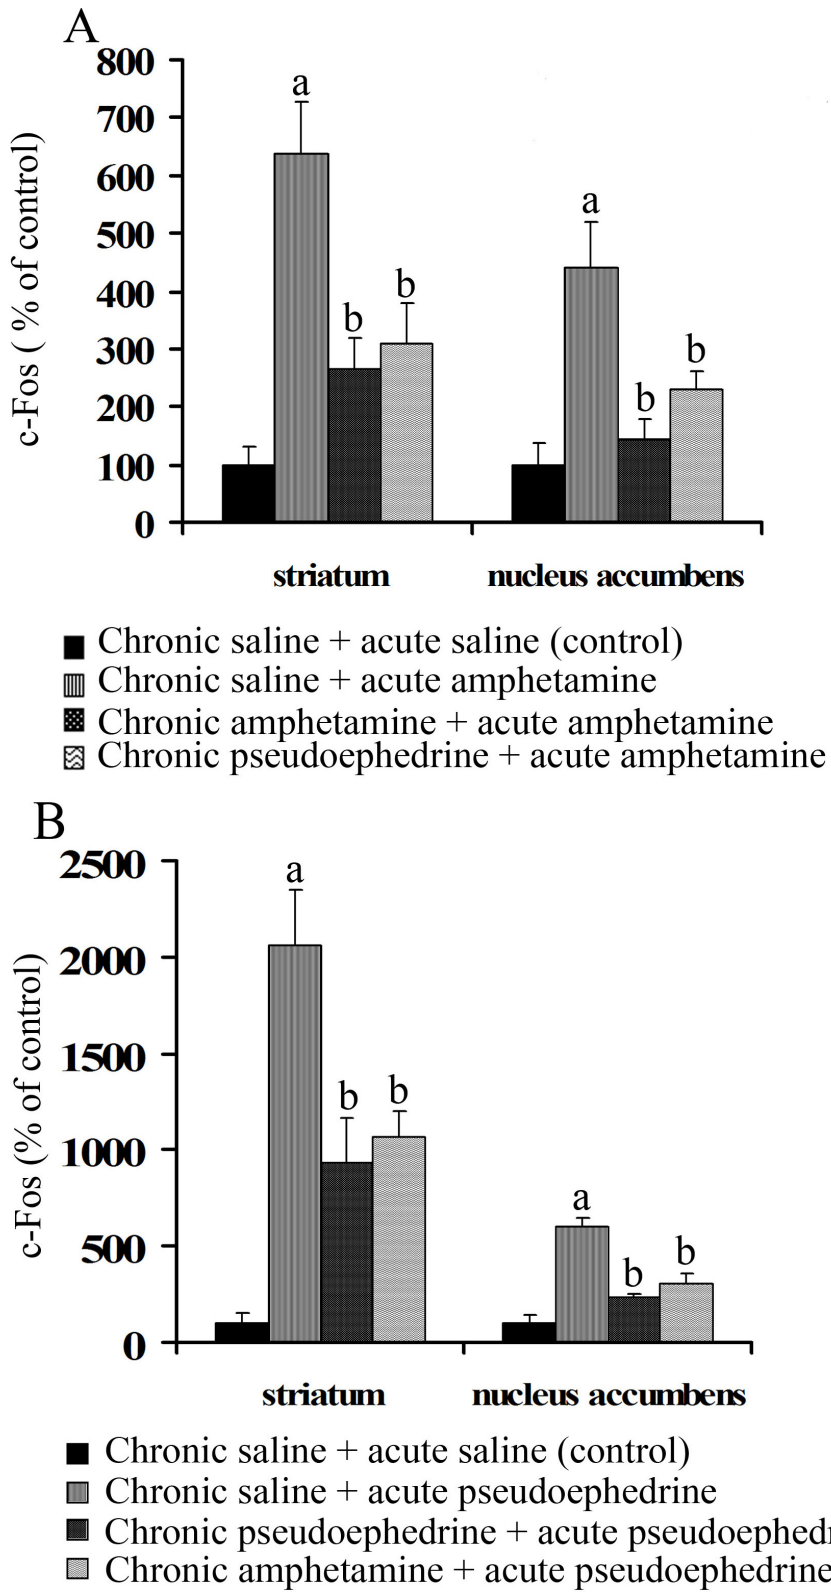 A
800
a
700
600
a
500
400
b
b
300
b
200
b
100
0
c-Fos ( % of control)
striatum nucleus accumbens
Chronic saline + acute saline (control)
Chronic saline + acute amphetamine
Chronic amphetamine + acute amphetamine
Chronic pseudoephedrine + acute amphetamine
B
2500
a
2000
1500
b
b
1000
a
500
b
b
0
c-Fos (% of control)
striatum nucleus accumbens
Chronic saline + acute saline (control)
Chronic saline + acute pseudoephedrine
Chronic pseudoephedrine + acute
Chronic amphetamine + acute pseudoephedrine